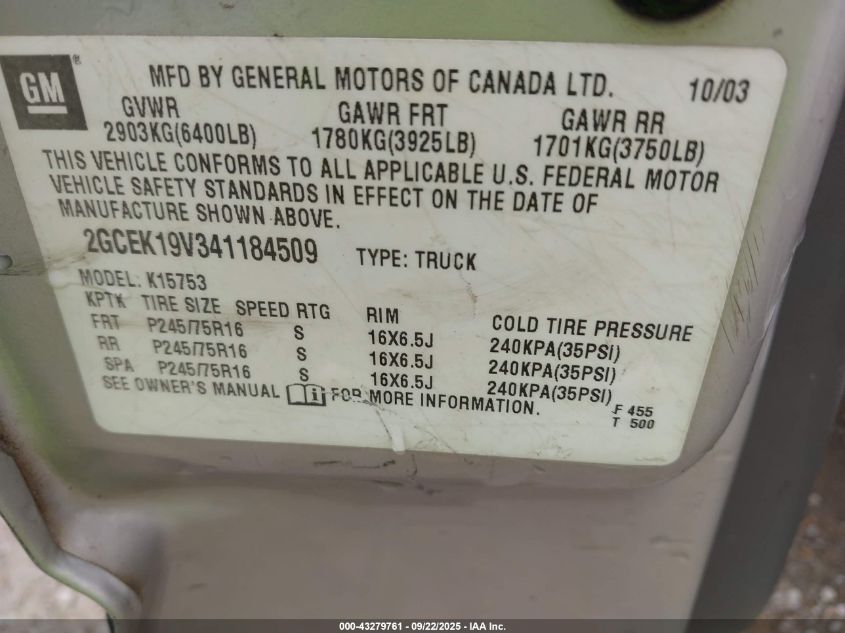 GM ®
MFD BY GENERAL MOTORS OF CANADA LTD. 10/03
GVWR GAWR FRT GAWR RR
2903KG(6400LB) 1780KG(3925LB) 1701KG(3750LB)
THIS VEHICLE CONFORMS TO ALL APPLICABLE U.S. FEDERAL MOTOR
VEHICLE SAFETY STANDARDS IN EFFECT ON THE DATE OF
MANUFACTURE SHOWN ABOVE.
2GCEK19V341184509 TYPE: TRUCK
MODEL: K15753
KPTK TIRE SIZE SPEED RTG RIM COLD TIRE PRESSURE
FRT P245/75R16 S 16X6.5J 240KPA(35PSI)
RR P245/75R16 S 16X6.5J 240KPA(35PSI)
SPA P245/75R16 S 16X6.5J 240KPA(35PSI)
SEE OWNER'S MANUAL i FOR MORE INFORMATION.
F 455
T 500
000-43279761 - 09/22/2025 - IAA Inc.